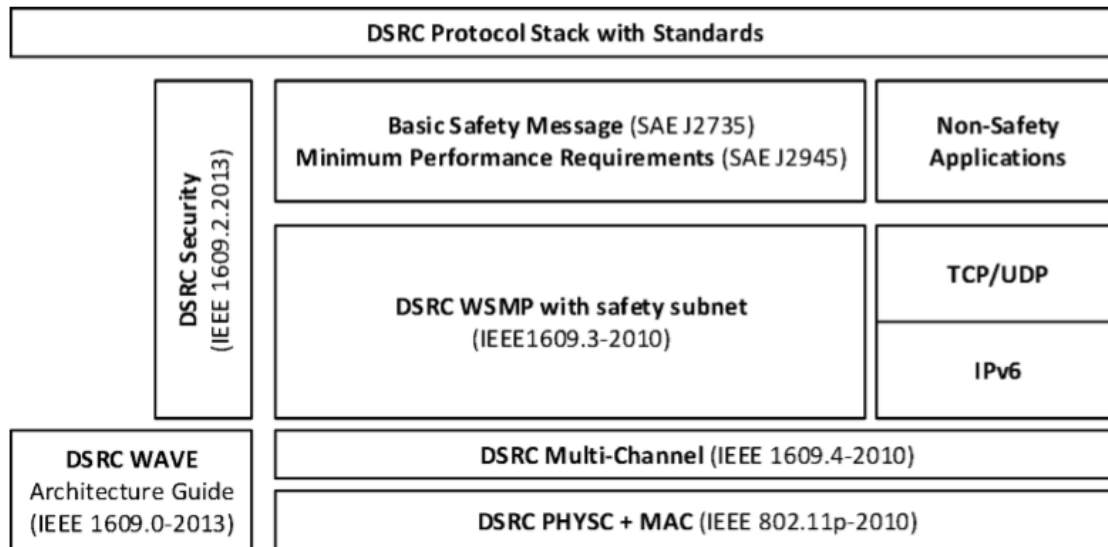 DSRC Protocol Stack with Standards
DSRC Security
(IEEE 1609.2.2013)
Basic Safety Message (SAE J2735)
Minimum Performance Requirements (SAE J2945)
Non-Safety
Applications
DSRC WSMP with safety subnet
(IEEE1609.3-2010)
TCP/UDP
IPv6
DSRC WAVE
Architecture Guide
(IEEE 1609.0-2013)
DSRC Multi-Channel (IEEE 1609.4-2010)
DSRC PHYSC + MAC (IEEE 802.11p-2010)